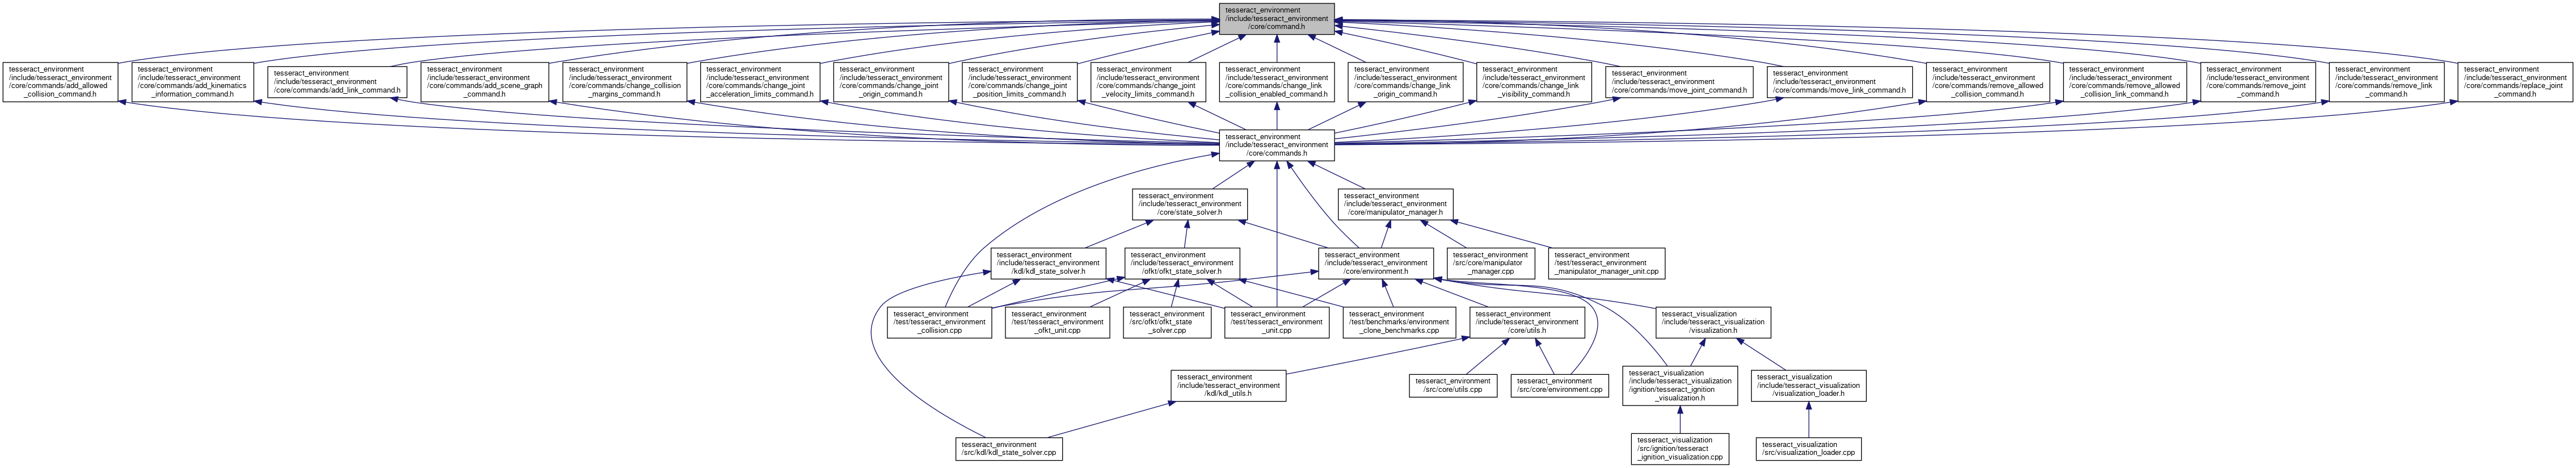 tesseract_environment
/include/tesseract_environment
/core/command.h
tesseract_environment
/include/tesseract_environment
/core/commands/add_allowed
_collision_command.h
tesseract_environment
/include/tesseract_environment
/core/commands/add_kinematics
_information_command.h
tesseract_environment
/include/tesseract_environment
/core/commands/add_link_command.h
tesseract_environment
/include/tesseract_environment
/core/commands/add_scene_graph
_command.h
tesseract_environment
/include/tesseract_environment
/core/commands/change_collision
_margins_command.h
tesseract_environment
/include/tesseract_environment
/core/commands/change_joint
_acceleration_limits_command.h
tesseract_environment
/include/tesseract_environment
/core/commands/change_joint
_origin_command.h
tesseract_environment
/include/tesseract_environment
/core/commands/change_joint
_position_limits_command.h
tesseract_environment
/include/tesseract_environment
/core/commands/change_joint
_velocity_limits_command.h
tesseract_environment
/include/tesseract_environment
/core/commands/change_link
_collision_enabled_command.h
tesseract_environment
/include/tesseract_environment
/core/commands/change_link
_origin_command.h
tesseract_environment
/include/tesseract_environment
/core/commands/change_link
_visibility_command.h
tesseract_environment
/include/tesseract_environment
/core/commands/move_joint_command.h
tesseract_environment
/include/tesseract_environment
/core/commands/move_link_command.h
tesseract_environment
/include/tesseract_environment
/core/commands/remove_allowed
_collision_command.h
tesseract_environment
/include/tesseract_environment
/core/commands/remove_allowed
_collision_link_command.h
tesseract_environment
/include/tesseract_environment
/core/commands/remove_joint
_command.h
tesseract_environment
/include/tesseract_environment
/core/commands/remove_link
_command.h
tesseract_environment
/include/tesseract_environment
/core/commands/replace_joint
_command.h
tesseract_environment
/include/tesseract_environment
/core/commands.h
tesseract_environment
/include/tesseract_environment
/core/state_solver.h
tesseract_environment
/include/tesseract_environment
/core/manipulator_manager.h
tesseract_environment
/include/tesseract_environment
/kdl/kdl_state_solver.h
tesseract_environment
/include/tesseract_environment
/ofkt/ofkt_state_solver.h
tesseract_environment
/include/tesseract_environment
/core/environment.h
tesseract_environment
/src/core/manipulator
_manager.cpp
tesseract_environment
/test/tesseract_environment
_manipulator_manager_unit.cpp
tesseract_environment
/test/tesseract_environment
_collision.cpp
tesseract_environment
/test/tesseract_environment
_ofkt_unit.cpp
tesseract_environment
/src/ofkt/ofkt_state
_solver.cpp
tesseract_environment
/test/tesseract_environment
_unit.cpp
tesseract_environment
/test/benchmarks/environment
_clone_benchmarks.cpp
tesseract_environment
/include/tesseract_environment
/core/utils.h
tesseract_visualization
/include/tesseract_visualization
/visualization.h
tesseract_environment
/include/tesseract_environment
/kdl/kdl_utils.h
tesseract_environment
/src/core/utils.cpp
tesseract_environment
/src/core/environment.cpp
tesseract_visualization
/include/tesseract_visualization
/ignition/tesseract_ignition
_visualization.h
tesseract_visualization
/include/tesseract_visualization
/visualization_loader.h
tesseract_environment
/src/kdl/kdl_state_solver.cpp
tesseract_visualization
/src/ignition/tesseract
_ignition_visualization.cpp
tesseract_visualization
/src/visualization_loader.cpp